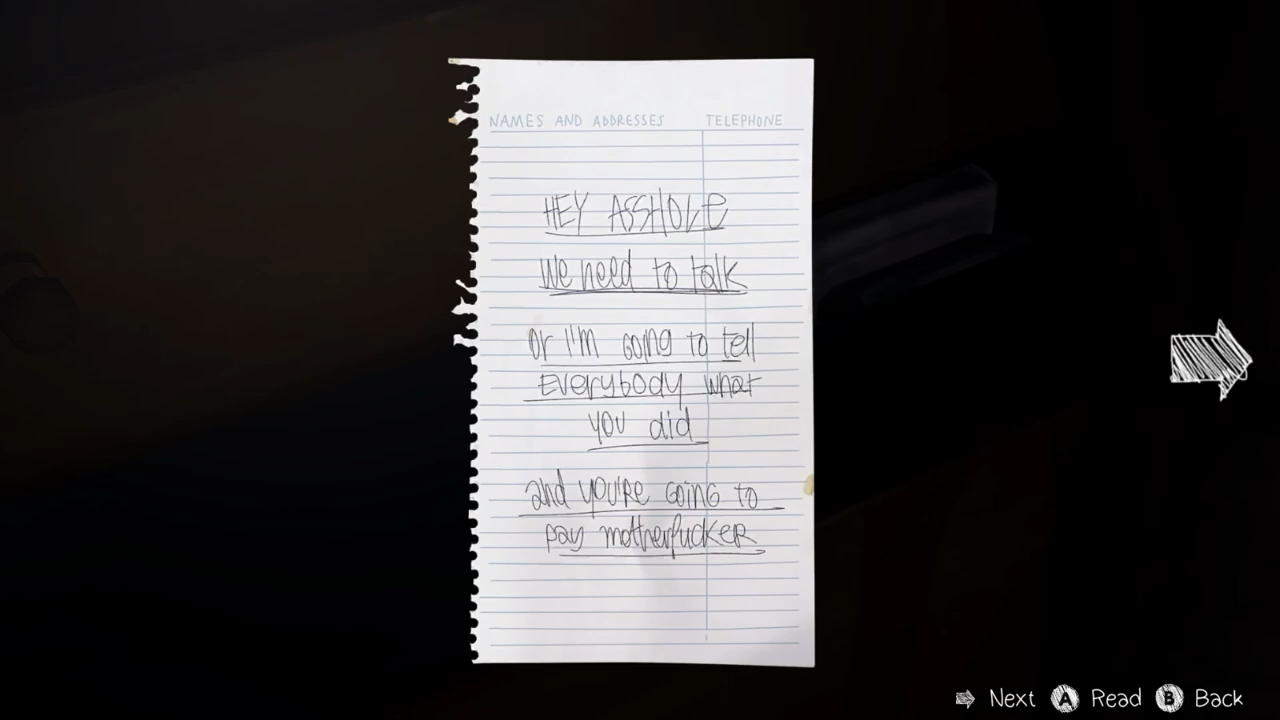 NAMES AND ADDRESSES TELEPHONE
HEY ASSHOLE
We need to talk
Or I'm going to tell
Everybody what
you did
and you're going to
pay motherfucker
Next A Read B Back